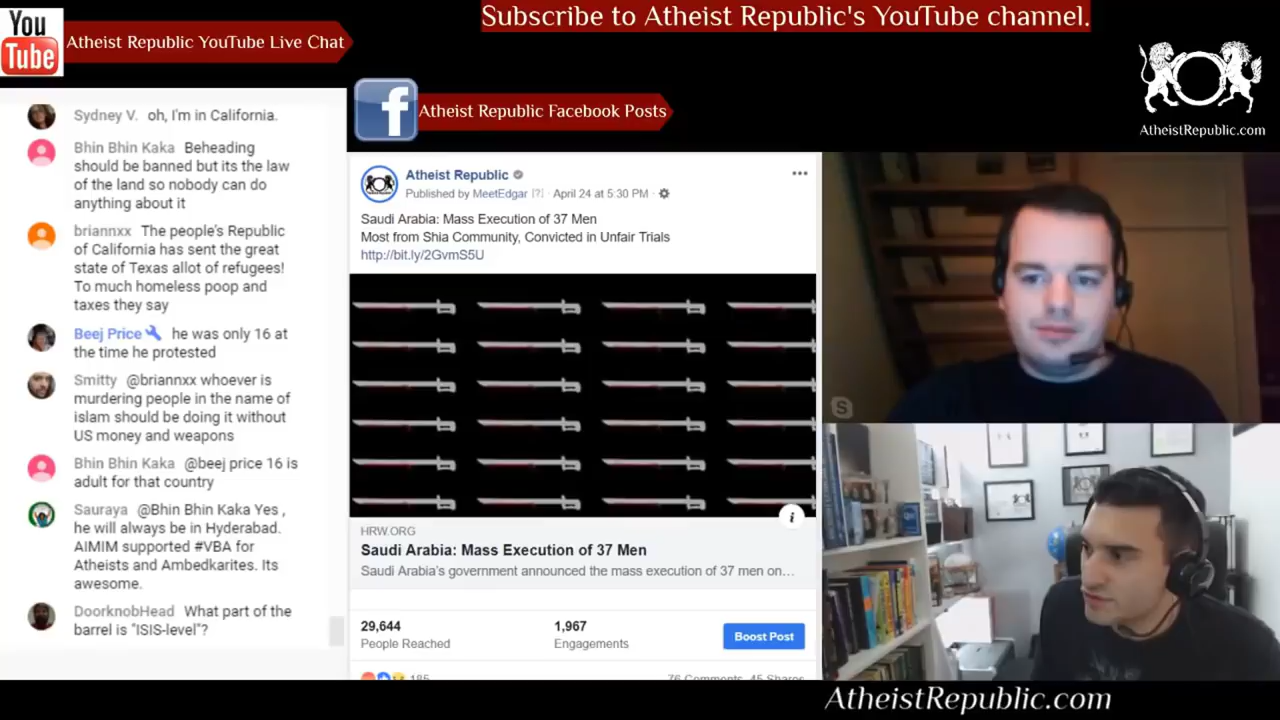 Subscribe to Atheist Republic's YouTube channel.
You
Tube
Atheist Republic YouTube Live Chat
AtheistRepublic.com
f
Atheist Republic Facebook Posts
Sydney V. oh, I'm in California.
Bhin Bhin Kaka Beheading
should be banned but its the law
of the land so nobody can do
anything about it
briannxx The people's Republic
of California has sent the great
state of Texas allot of refugees!
To much homeless poop and
taxes they say
Beej Price he was only 16 at
the time he protested
Smitty @briannxx whoever is
murdering people in the name of
islam should be doing it without
US money and weapons
Bhin Bhin Kaka @beej price 16 is
adult for that country
Sauraya @Bhin Bhin Kaka Yes ,
he will always be in Hyderabad.
AIMIM supported #VBA for
Atheists and Ambedkarites. Its
awesome.
DoorknobHead What part of the
barrel is "ISIS-level"?
Atheist Republic
Published by MeetEdgar [?] · April 24 at 5:30 PM ·
Saudi Arabia: Mass Execution of 37 Men
Most from Shia Community, Convicted in Unfair Trials
http://bit.ly/2GvmS5U
i
HRW.ORG
Saudi Arabia: Mass Execution of 37 Men
Saudi Arabia's government announced the mass execution of 37 men on...
29,644
People Reached
1,967
Engagements
Boost Post
185
76 Comments 45 Shares
AtheistRepublic.com